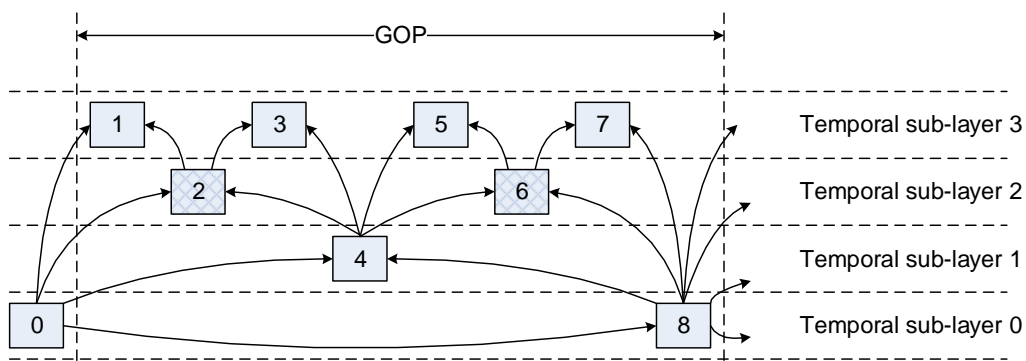 GOP
1 3 5 7 Temporal sub-layer 3
2 6 Temporal sub-layer 2
4 Temporal sub-layer 1
0 8 Temporal sub-layer 0